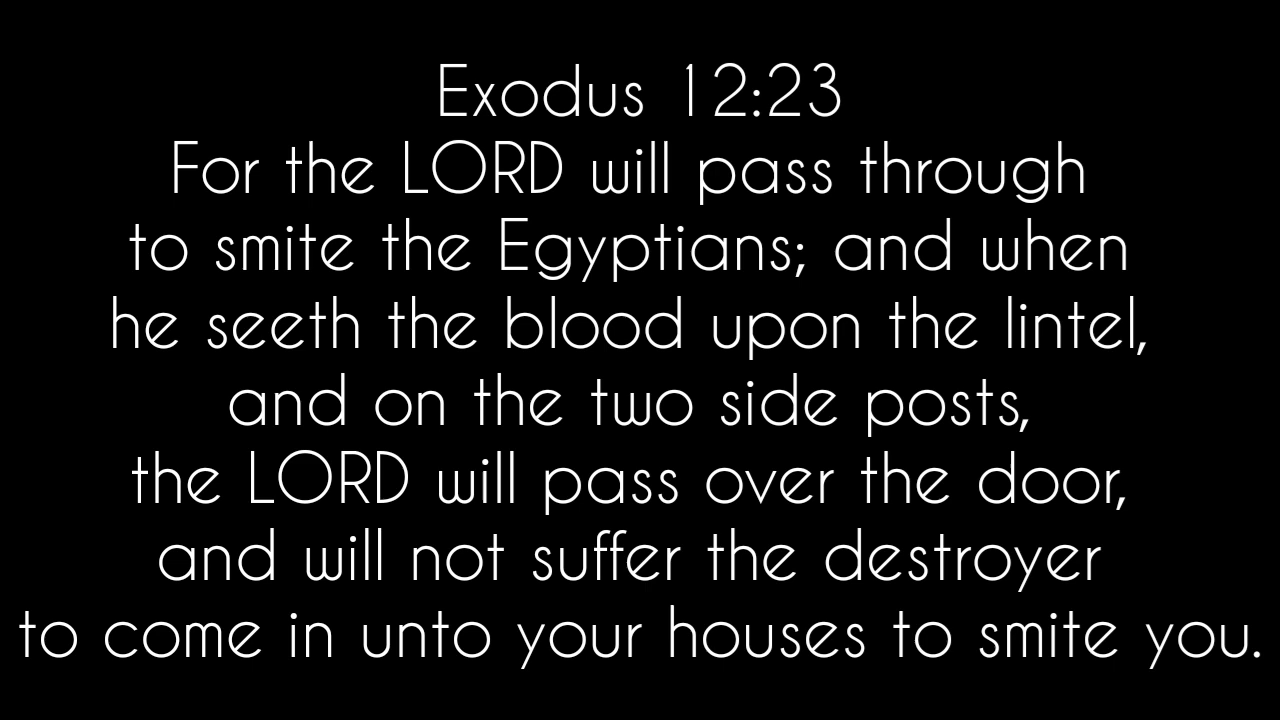 Exodus 12:23
For the LORD will pass through
to smite the Egyptians; and when
he seeth the blood upon the lintel,
and on the two side posts,
the LORD will pass over the door,
and will not suffer the destroyer
to come in unto your houses to smite you.